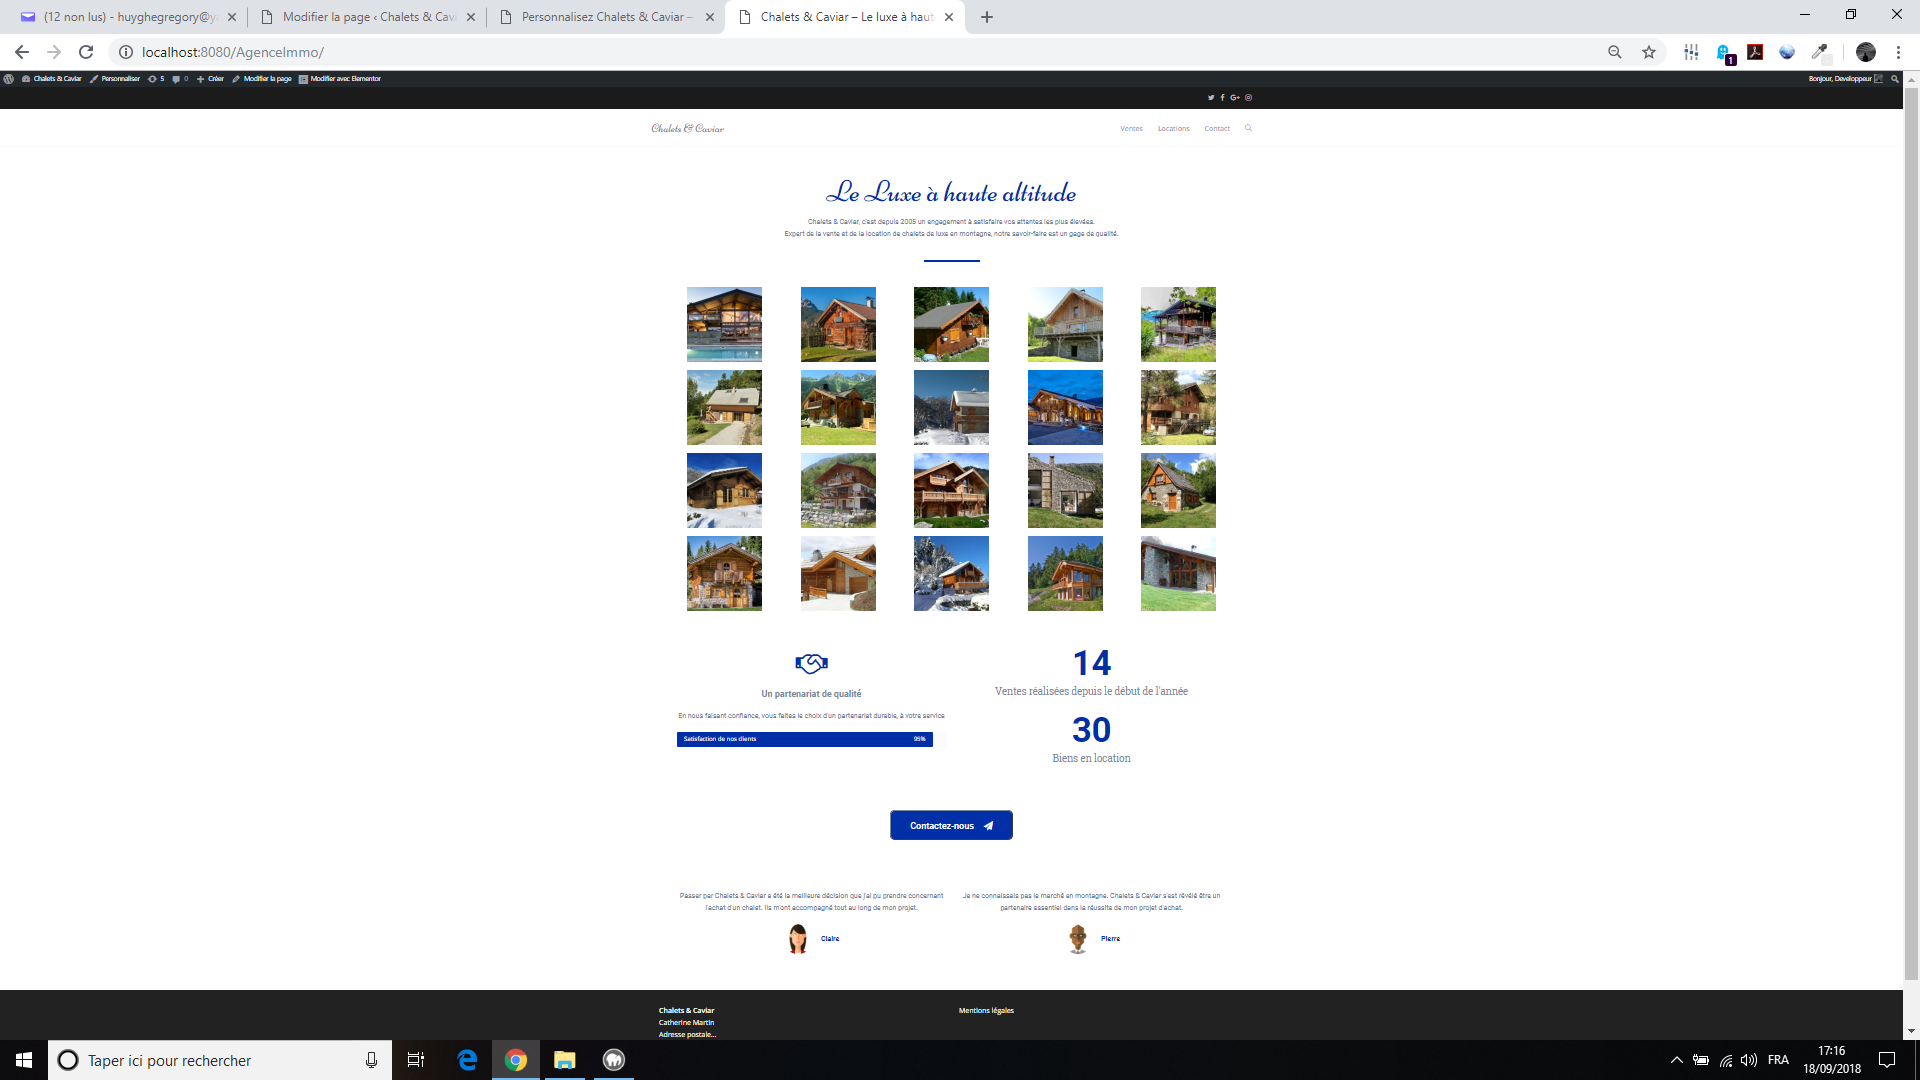 (12 non lus) - huyghegregory@y
Modifier la page ‹ Chalets & Cavi
Personnalisez Chalets & Caviar –
Chalets & Caviar – Le luxe à haut
localhost:8080/AgenceImmo/
1
Chalets & Caviar Personnaliser 5 0 Créer Modifier la page Modifier avec Elementor
Bonjour, Developpeur
Chalets & Caviar
Ventes Locations Contact
Le Luxe à haute altitude
Chalets & Caviar, c'est depuis 2005 un engagement à satisfaire vos attentes les plus élevées.
Expert de la vente et de la location de chalets de luxe en montagne, notre savoir-faire est un gage de qualité.
Un partenariat de qualité
En nous faisant confiance, vous faites le choix d'un partenariat durable, à votre service
Satisfaction de nos clients 95%
14
Ventes réalisées depuis le début de l'année
30
Biens en location
Contactez-nous
Passer par Chalets & Caviar a été la meilleure décision que j'ai pu prendre concernant
l'achat d'un chalet. Ils m'ont accompagné tout au long de mon projet.
Claire
Je ne connaissais pas le marché en montagne. Chalets & Caviar s'est révélé être un
partenaire essentiel dans la réussite de mon projet d'achat.
Pierre
Chalets & Caviar
Catherine Martin
Adresse postale...
Mentions légales
Taper ici pour rechercher
FRA
17:16
18/09/2018